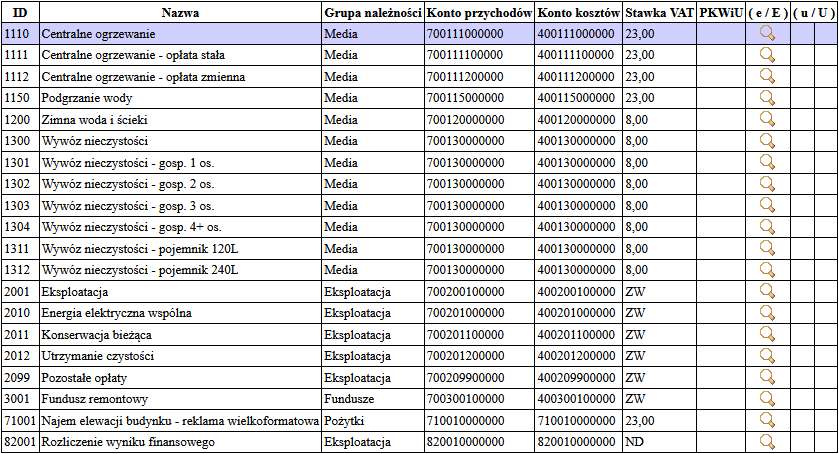 ID Nazwa Grupa należności Konto przychodów Konto kosztów Stawka VAT PKWiU ( e / E ) ( u / U )
1110 Centralne ogrzewanie Media 700111000000 400111000000 23,00
1111 Centralne ogrzewanie - opłata stała Media 700111100000 400111100000 23,00
1112 Centralne ogrzewanie - opłata zmienna Media 700111200000 400111200000 23,00
1150 Podgrzanie wody Media 700115000000 400115000000 23,00
1200 Zimna woda i ścieki Media 700120000000 400120000000 8,00
1300 Wywóz nieczystości Media 700130000000 400130000000 8,00
1301 Wywóz nieczystości - gosp. 1 os. Media 700130000000 400130000000 8,00
1302 Wywóz nieczystości - gosp. 2 os. Media 700130000000 400130000000 8,00
1303 Wywóz nieczystości - gosp. 3 os. Media 700130000000 400130000000 8,00
1304 Wywóz nieczystości - gosp. 4+ os. Media 700130000000 400130000000 8,00
1311 Wywóz nieczystości - pojemnik 120L Media 700130000000 400130000000 8,00
1312 Wywóz nieczystości - pojemnik 240L Media 700130000000 400130000000 8,00
2001 Eksploatacja Eksploatacja 700200100000 400200100000 ZW
2010 Energia elektryczna wspólna Eksploatacja 700201000000 400201000000 ZW
2011 Konserwacja bieżąca Eksploatacja 700201100000 400201100000 ZW
2012 Utrzymanie czystości Eksploatacja 700201200000 400201200000 ZW
2099 Pozostałe opłaty Eksploatacja 700209900000 400209900000 ZW
3001 Fundusz remontowy Fundusze 700300100000 400300100000 ZW
71001 Najem elewacji budynku - reklama wielkoformatowa Pożytki 710010000000 710010000000 23,00
82001 Rozliczenie wyniku finansowego Eksploatacja 820010000000 820010000000 ND